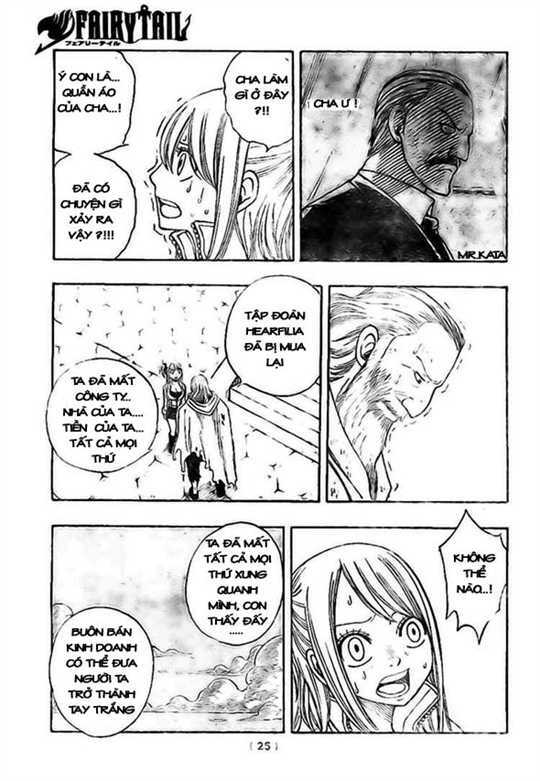 FAIRY TAIL
フェアリーテイル
CHA Ư !
MR.KATA
CHA LÀM
GÌ Ở ĐÂY
?!!
Ý CON LÀ...
QUẦN ÁO
CỦA CHA...!
ĐÃ CÓ
CHUYỆN GÌ
XẢY RA
VẬY ?!!!
TẬP ĐOÀN
HEARFILIA
ĐÃ BỊ MUA
LẠI
TA ĐÃ MẤT
CÔNG TY..
NHÀ CỦA TA....
TIỀN CỦA TA...
TẤT CẢ MỌI
THỨ
KHÔNG
THỂ
NÀO...!
TA ĐÃ MẤT
TẤT CẢ MỌI
THỨ XUNG
QUANH
MÌNH, CON
THẤY ĐẤY
.....
BUÔN BÁN
KINH DOANH
CÓ THỂ ĐƯA
NGƯỜI TA
TRỞ THÀNH
TAY TRẮNG
( 25 )